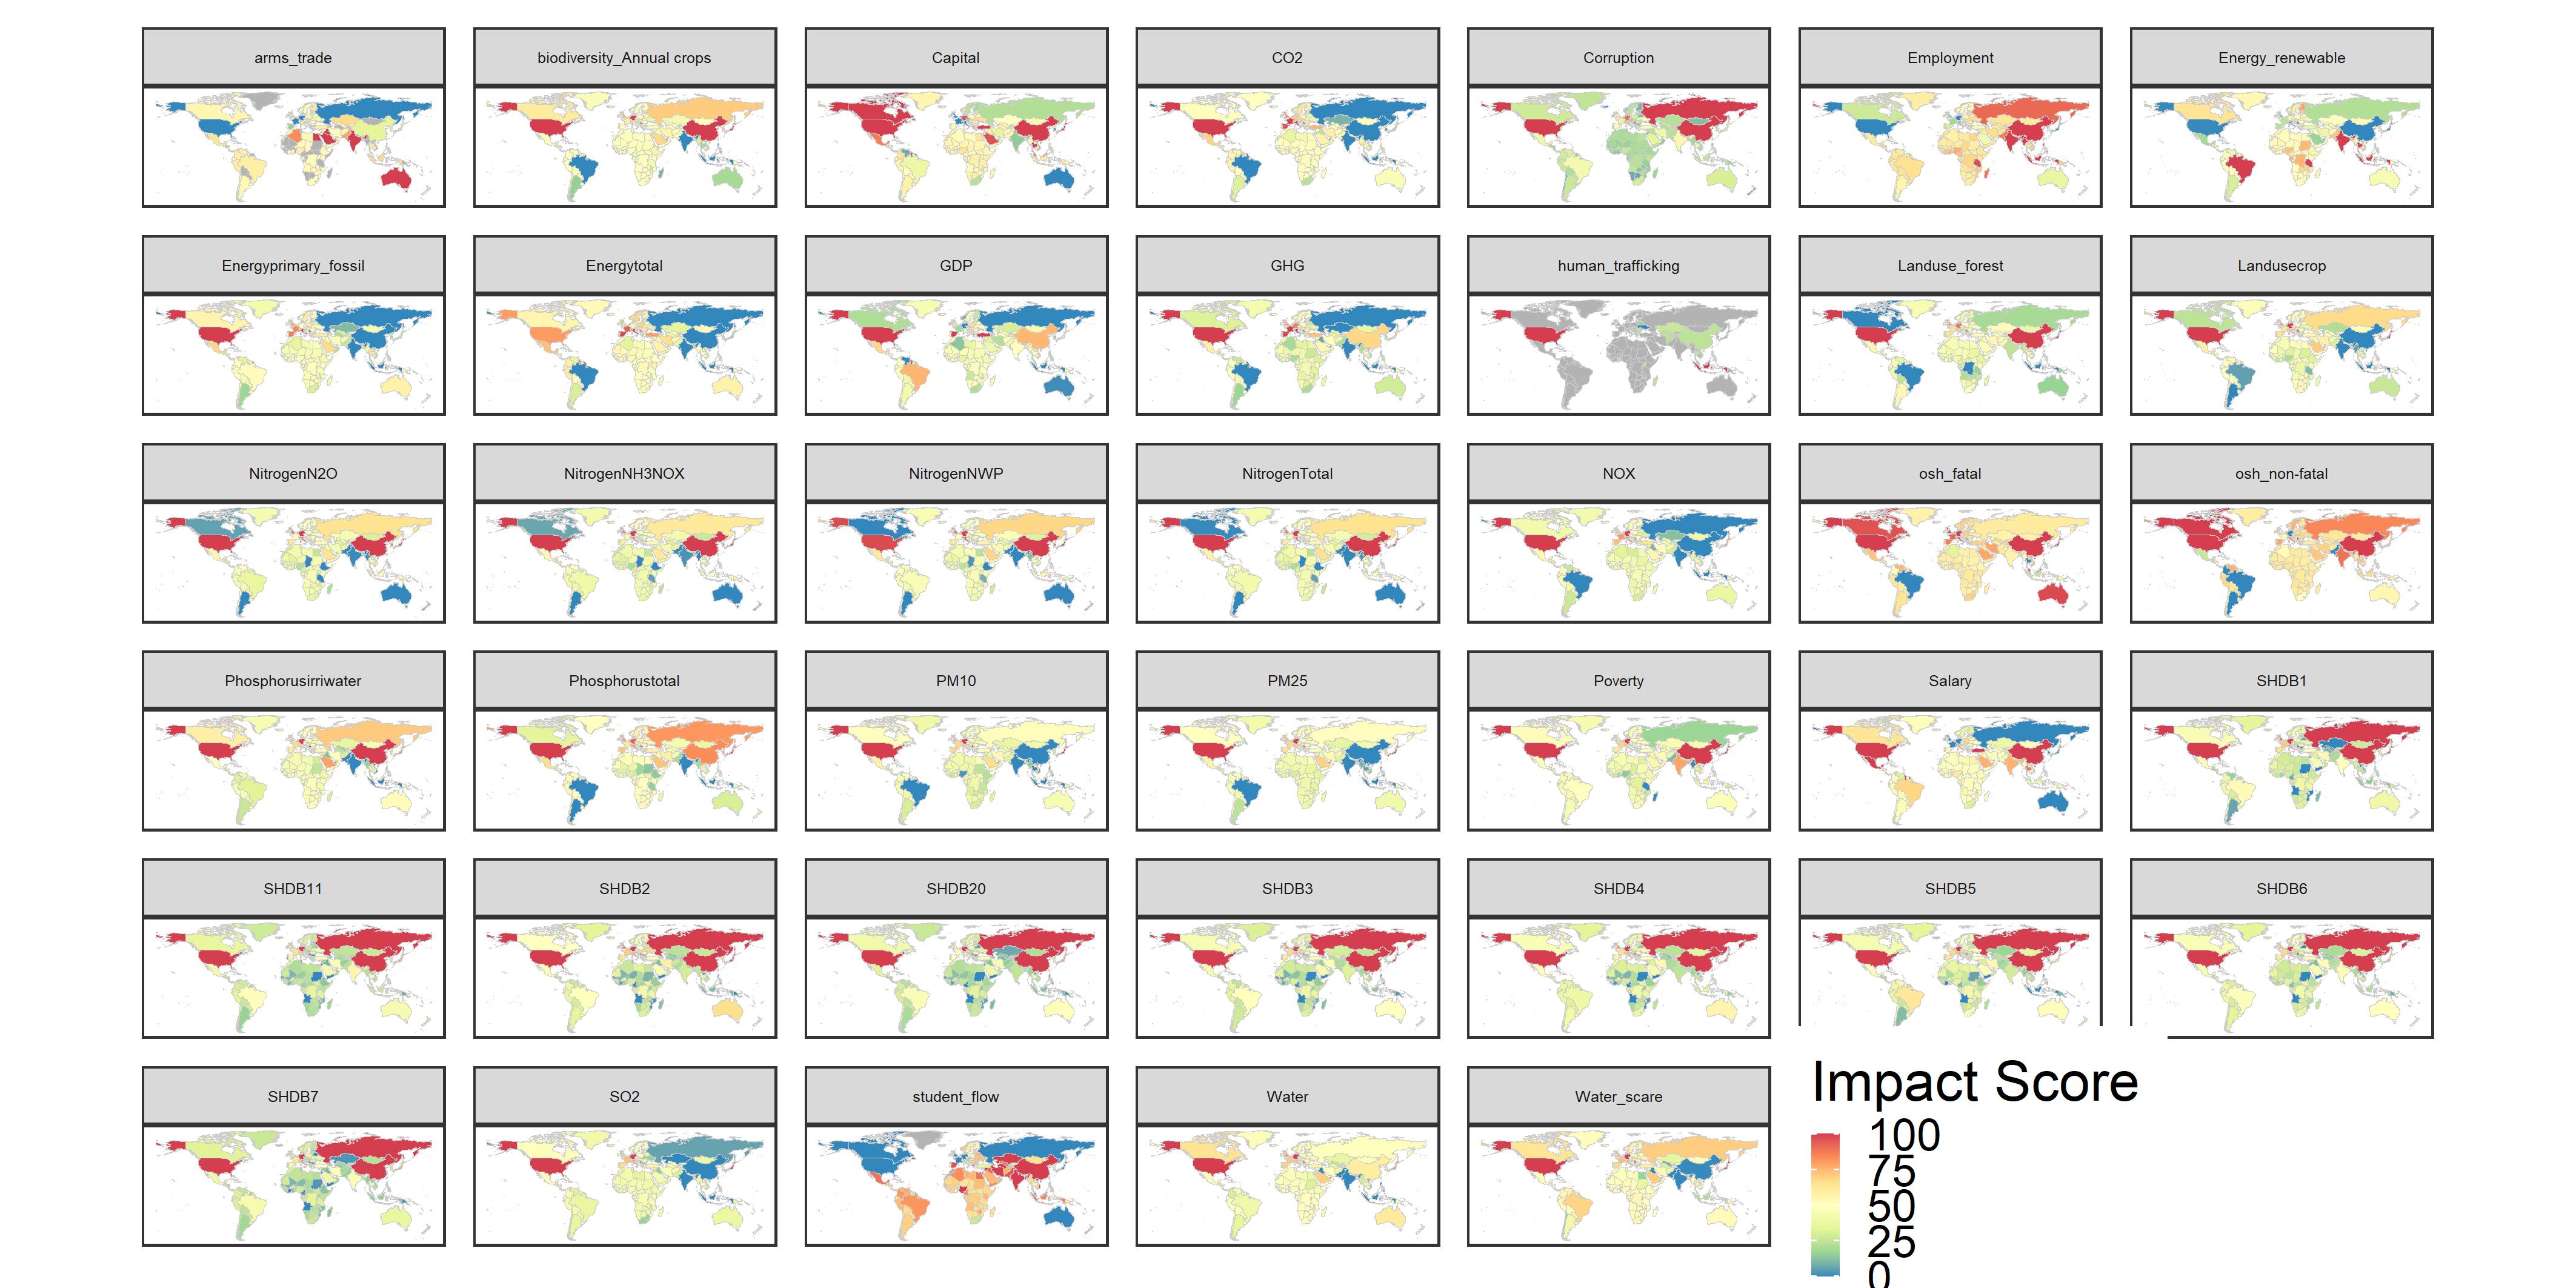 arms_trade
biodiversity_Annual crops
Capital
CO2
Corruption
Employment
Energy_renewable
Energyprimary_fossil
Energytotal
GDP
GHG
human_trafficking
Landuse_forest
Landusecrop
NitrogenN2O
NitrogenNH3NOX
NitrogenNWP
NitrogenTotal
NOX
osh_fatal
osh_non-fatal
Phosphorusirriwater
Phosphorustotal
PM10
PM25
Poverty
Salary
SHDB1
SHDB11
SHDB2
SHDB20
SHDB3
SHDB4
SHDB5
SHDB6
SHDB7
SO2
student_flow
Water
Water_scare
Impact Score
100
75
50
25
0